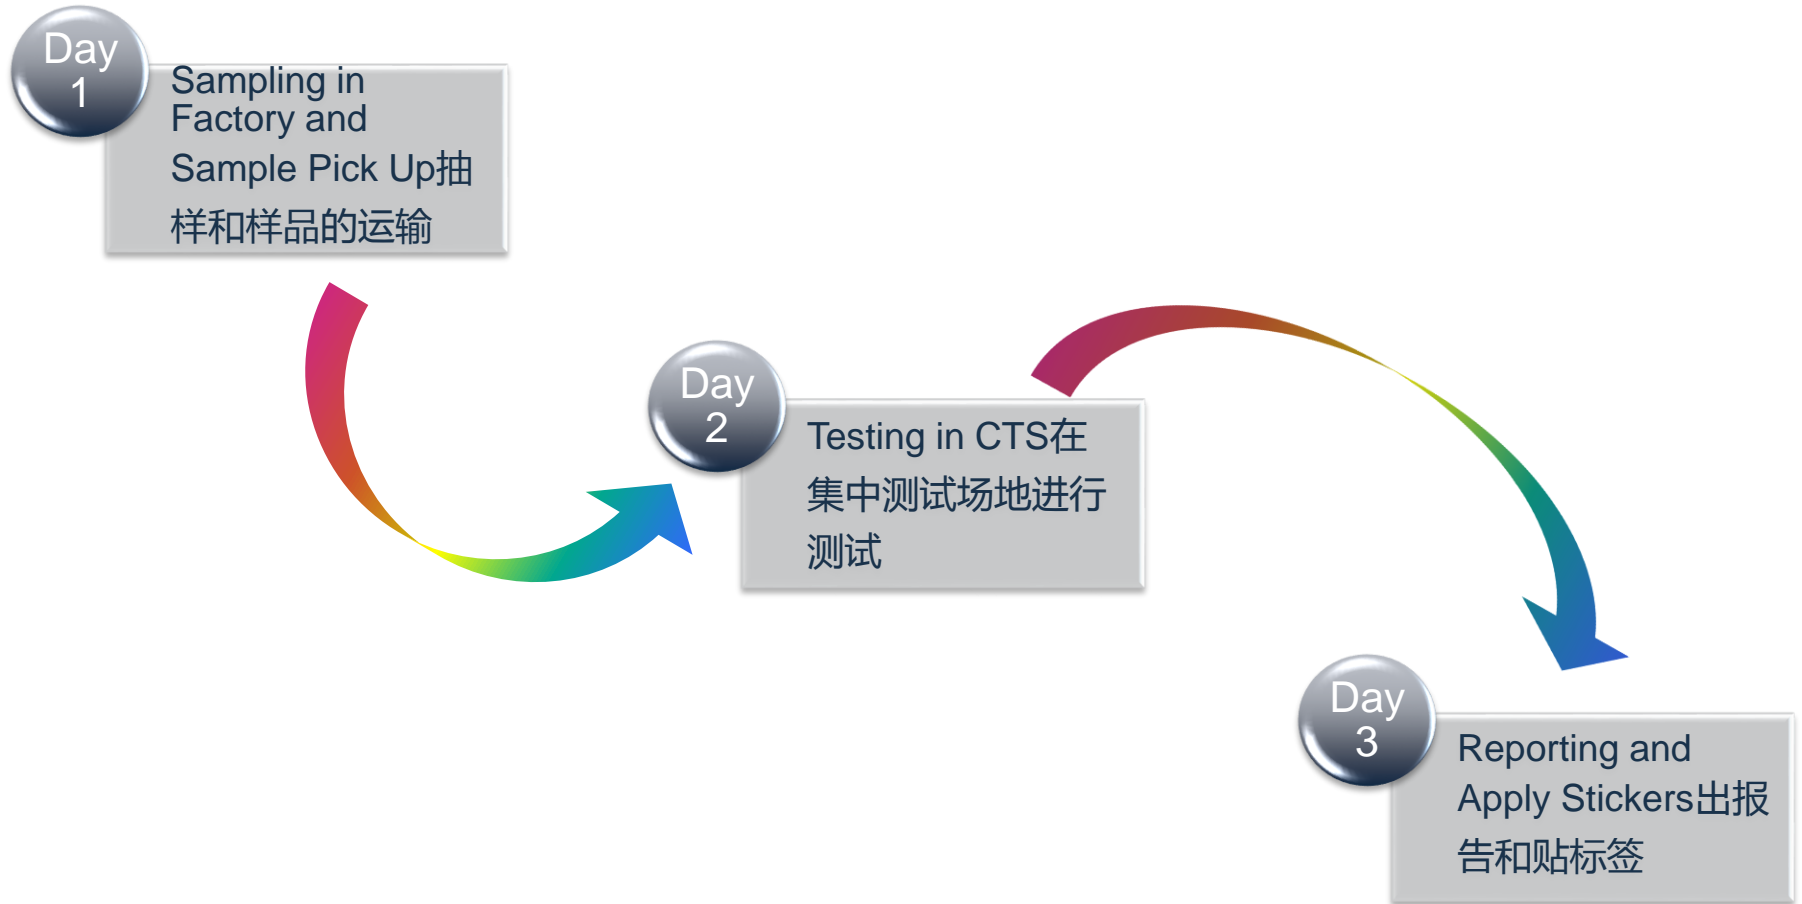 Day
1
Sampling in
Factory and
Sample Pick Up抽
样和样品的运输
Day
2
Testing in CTS在
集中测试场地进行
测试
Day
3
Reporting and
Apply Stickers出报
告和贴标签